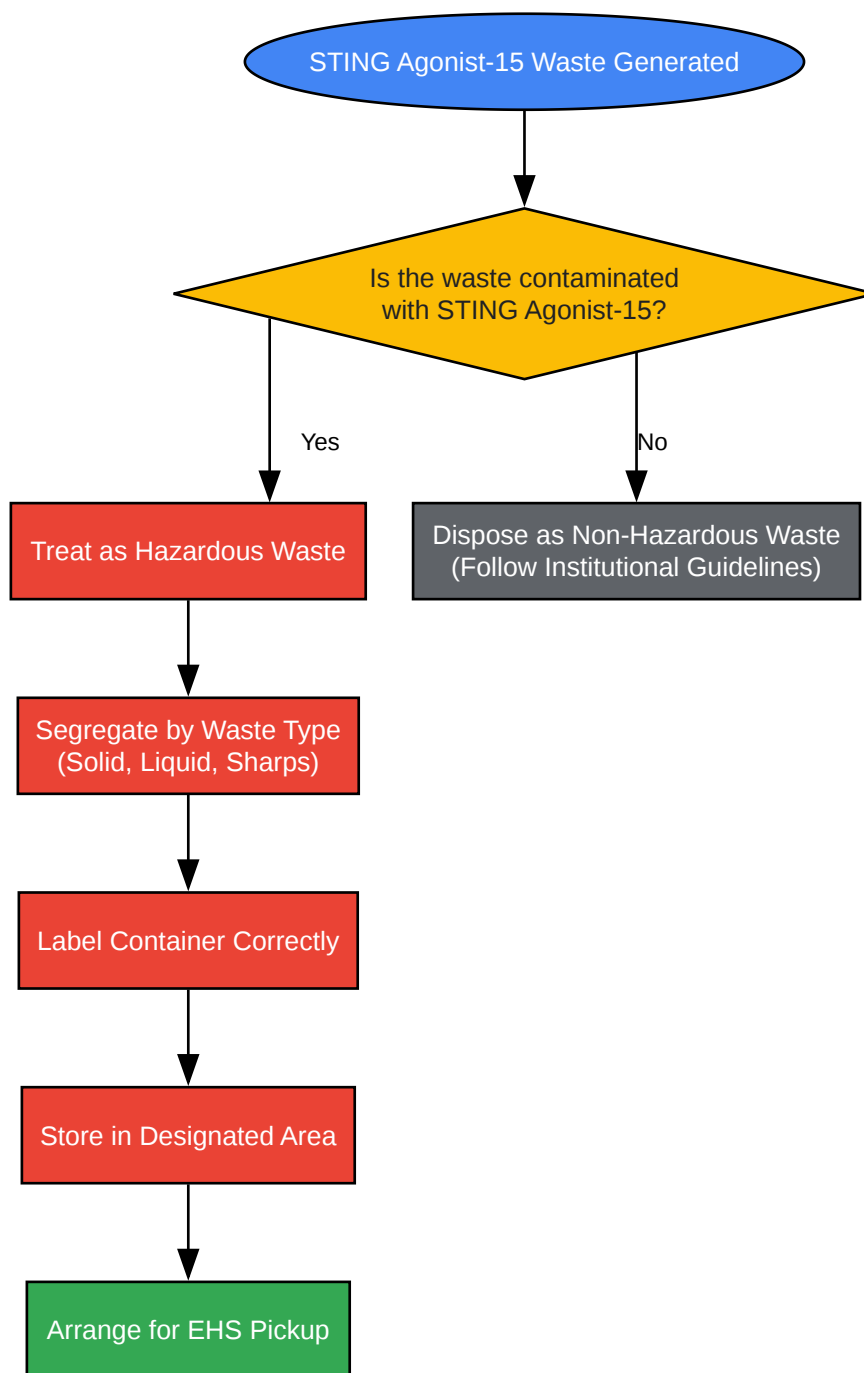 STING Agonist-15 Waste Generated
Is the waste contaminated
with STING Agonist-15?
Yes
No
Treat as Hazardous Waste
Dispose as Non-Hazardous Waste
(Follow Institutional Guidelines)
Segregate by Waste Type
(Solid, Liquid, Sharps)
Label Container Correctly
Store in Designated Area
Arrange for EHS Pickup